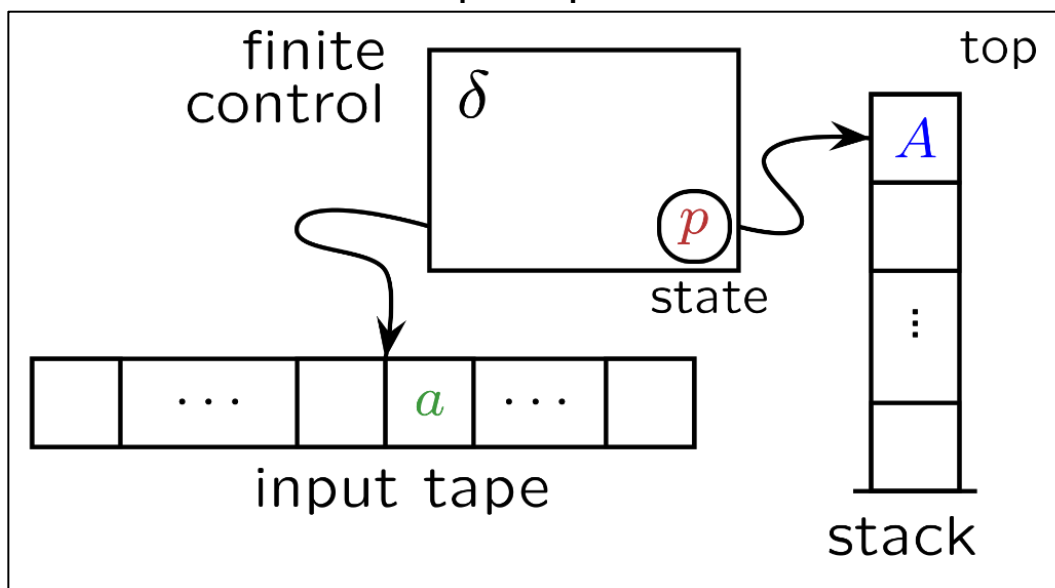 finite
control
δ
top
A
p
state
⋮
··· a ···
input tape
stack